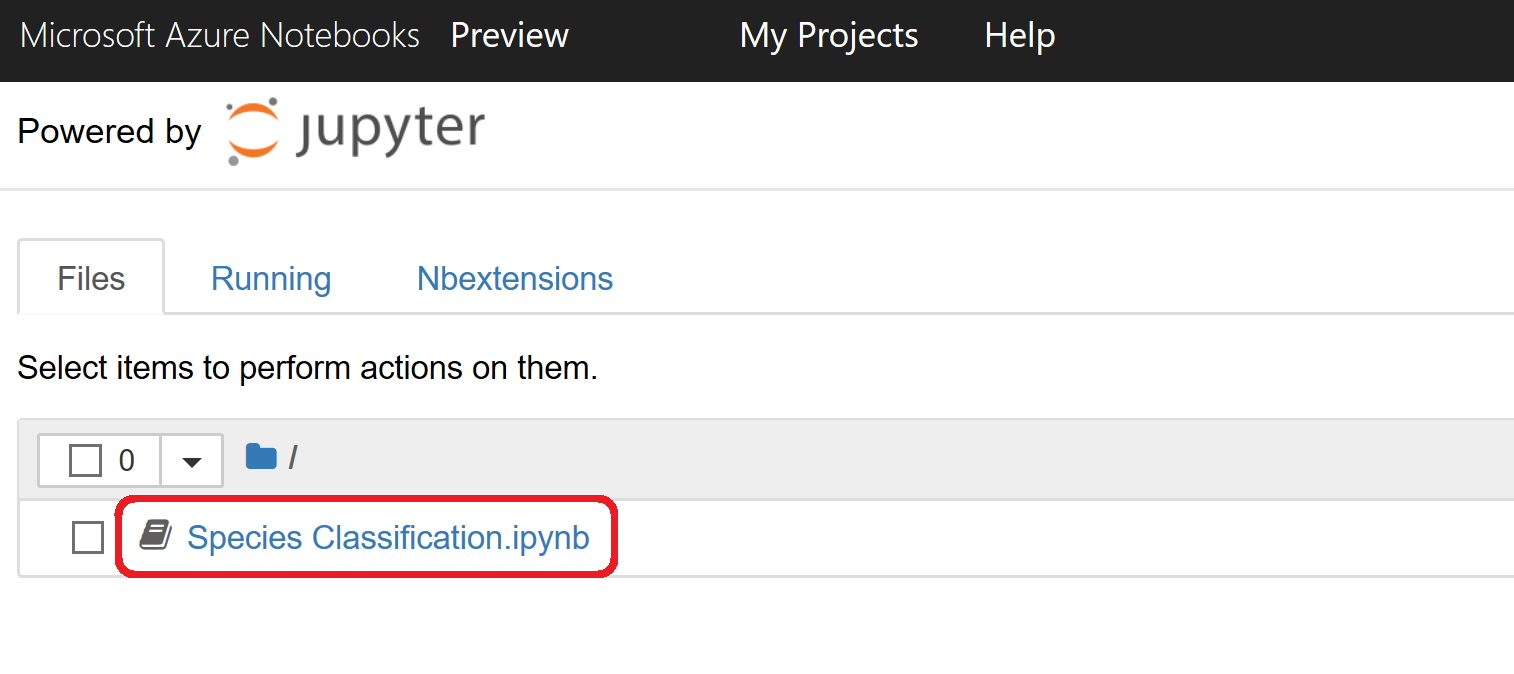 Microsoft Azure Notebooks Preview My Projects Help
Powered by jupyter
Files Running Nbextensions
Select items to perform actions on them.
0 /
Species Classification.ipynb